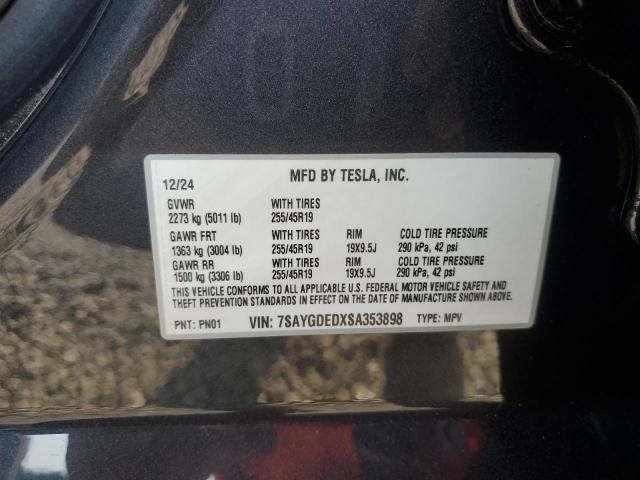 MFD BY TESLA, INC.
12/24
GVWR WITH TIRES
2273 kg (5011 lb) 255/45R19
GAWR FRT WITH TIRES RIM COLD TIRE PRESSURE
1363 kg (3004 lb) 255/45R19 19X9.5J 290 kPa, 42 psi
GAWR RR WITH TIRES RIM COLD TIRE PRESSURE
1500 kg (3306 lb) 255/45R19 19X9.5J 290 kPa, 42 psi
THIS VEHICLE CONFORMS TO ALL APPLICABLE U.S. FEDERAL MOTOR VEHICLE SAFETY AND
THEFT PREVENTION STANDARDS IN EFFECT ON THE DATE OF MANUFACTURE SHOWN ABOVE.
PNT: PN01 VIN: 7SAYGDEDXSA353898 TYPE: MPV